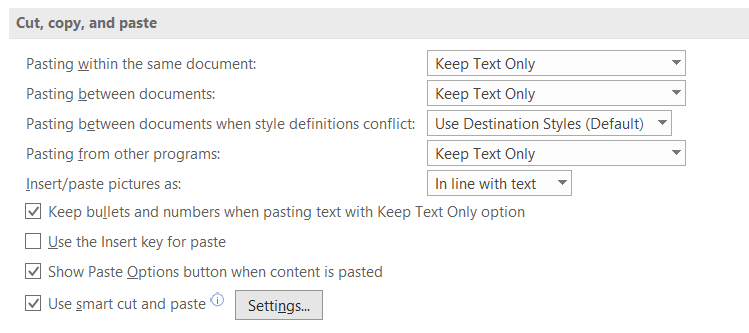 Cut, copy, and paste
Pasting within the same document: Keep Text Only
Pasting between documents: Keep Text Only
Pasting between documents when style definitions conflict: Use Destination Styles (Default)
Pasting from other programs: Keep Text Only
Insert/paste pictures as: In line with text
Keep bullets and numbers when pasting text with Keep Text Only option
Use the Insert key for paste
Show Paste Options button when content is pasted
Use smart cut and paste i Settings...